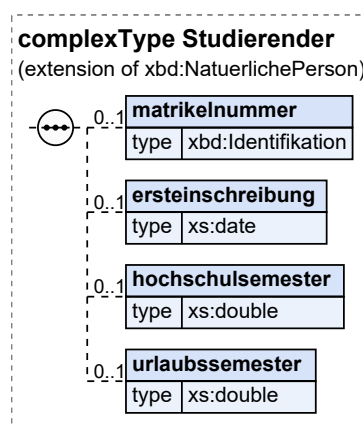 complexType Studierender
(extension of xbd:NatuerlichePerson)
0..1 matrikelnummer
type xbd:Identifikation
0..1 ersteinschreibung
type xs:date
0..1 hochschulsemester
type xs:double
0..1 urlaubssemester
type xs:double